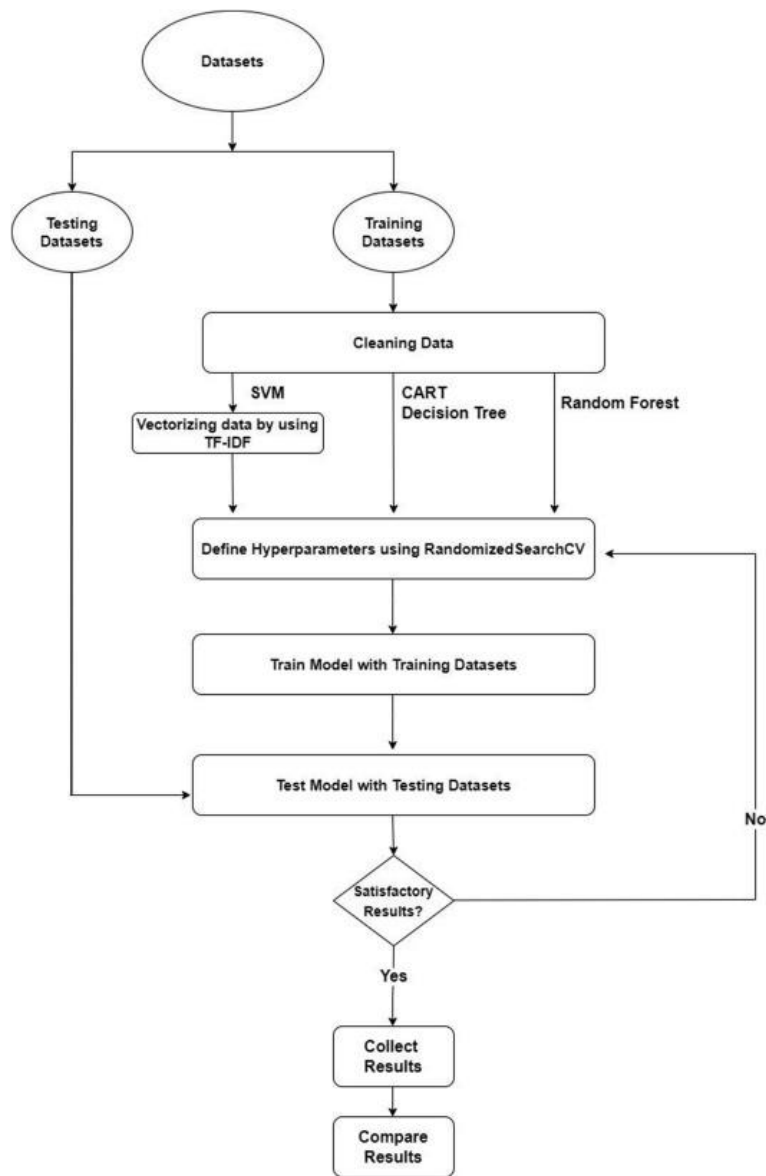 Datasets
Testing
Datasets
Training
Datasets
Cleaning Data
SVM
CART
Decision Tree
Random Forest
Vectorizing data by using
TF-IDF
Define Hyperparameters using RandomizedSearchCV
Train Model with Training Datasets
Test Model with Testing Datasets
No
Satisfactory
Results?
Yes
Collect
Results
Compare
Results